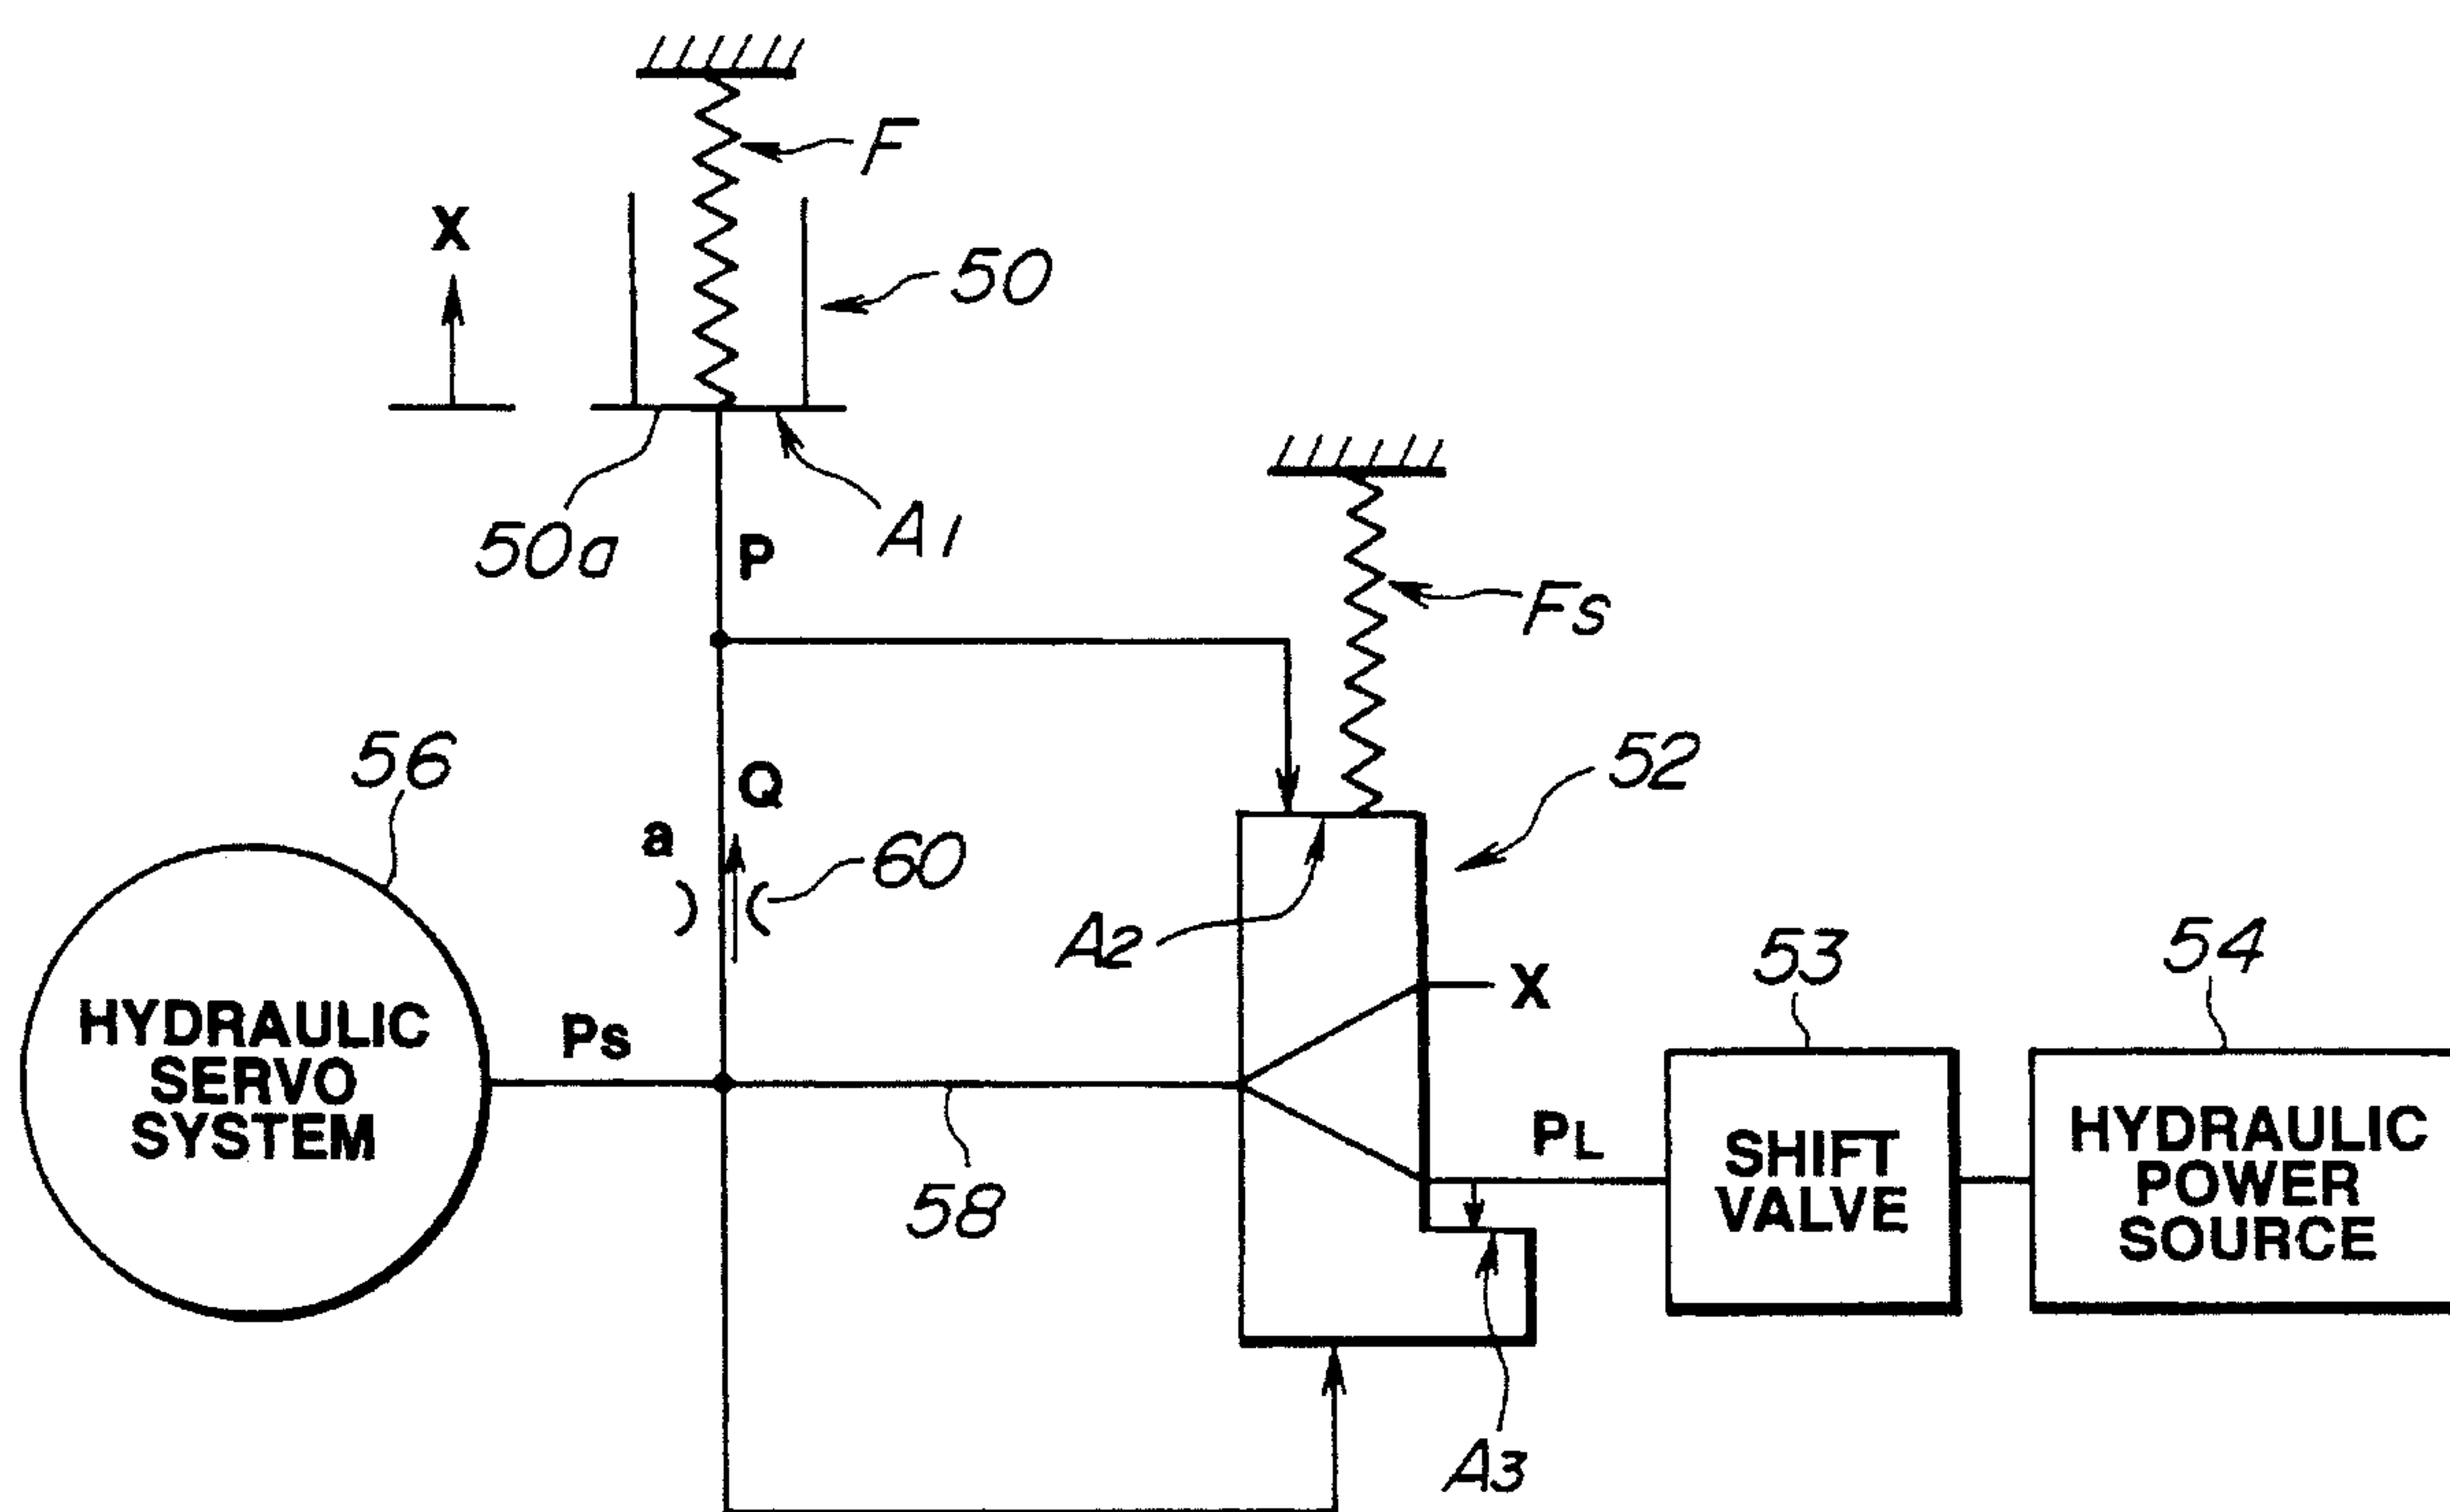 F
X
50
50a
A1
P
Fs
56
52
Q
a
60
A2
X
53
54
HYDRAULIC
SERVO
SYSTEM
Ps
58
PL
SHIFT
VALVE
HYDRAULIC
POWER
SOURCE
A3